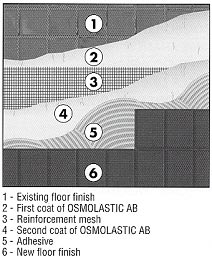 1
2
3
4
5
6
1 - Existing floor finish
2 - First coat of OSMOLASTIC AB
3 - Reinforcement mesh
4 - Second coat of OSMOLASTIC AB
5 - Adhesive
6 - New floor finish